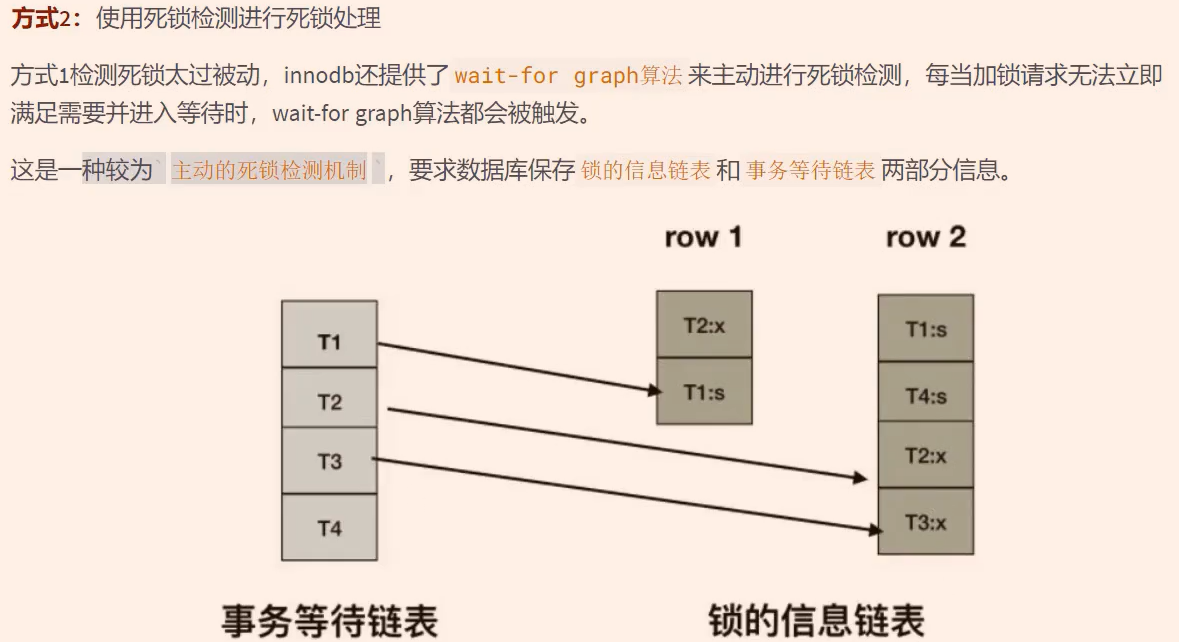 方式2：使用死锁检测进行死锁处理
方式1检测死锁太过被动，innodb还提供了 wait-for graph算法 来主动进行死锁检测，每当加锁请求无法立即
满足需要并进入等待时，wait-for graph算法都会被触发。
这是一种较为` 主动的死锁检测机制 `，要求数据库保存 锁的信息链表 和 事务等待链表 两部分信息。
row 1
row 2
T1
T2
T3
T4
T2:x
T1:s
T1:s
T4:s
T2:x
T3:x
事务等待链表
锁的信息链表